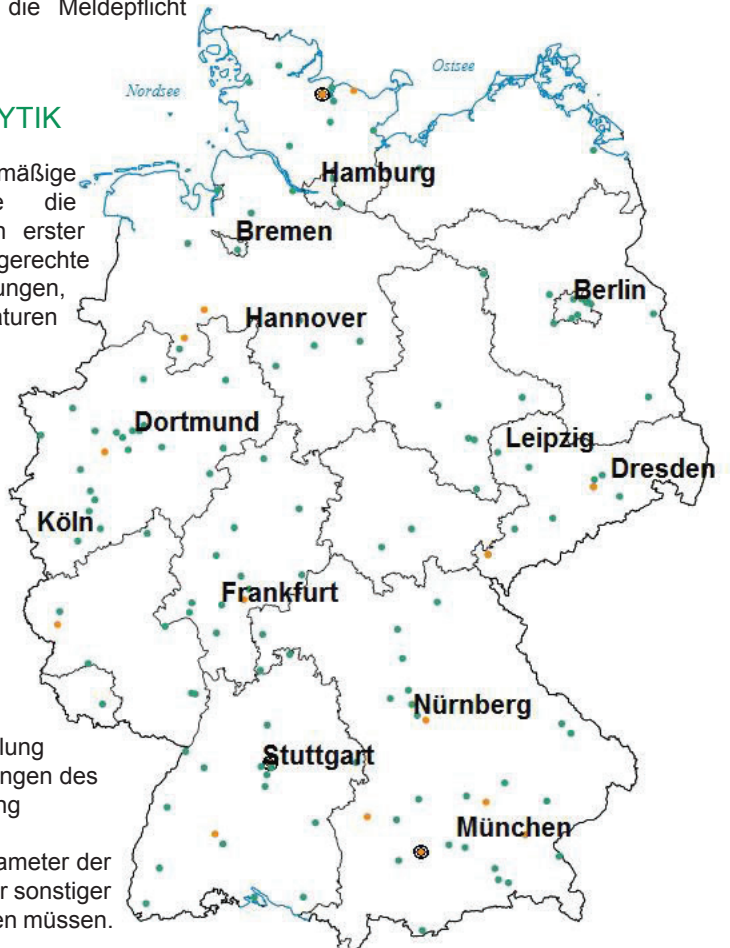 die Meldepflicht
Nordsee
Ostsee
YTIK
mäßige
die
erster
gerechte
ungen,
aturen
Hamburg
Bremen
Berlin
Hannover
Dortmund
Leipzig
Dresden
Köln
Frankfurt
Nürnberg
lung
ngen des
ng
Stuttgart
München
ameter der
r sonstiger
en müssen.